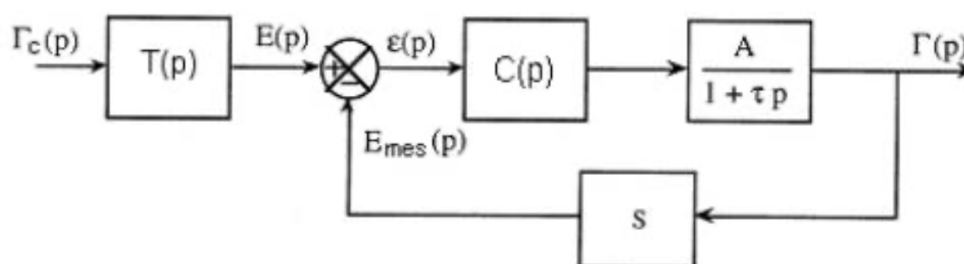 Γc(p)
T(p)
E(p)
+
−
ε(p)
C(p)
A
1 + τ p
Γ(p)
Emes(p)
S